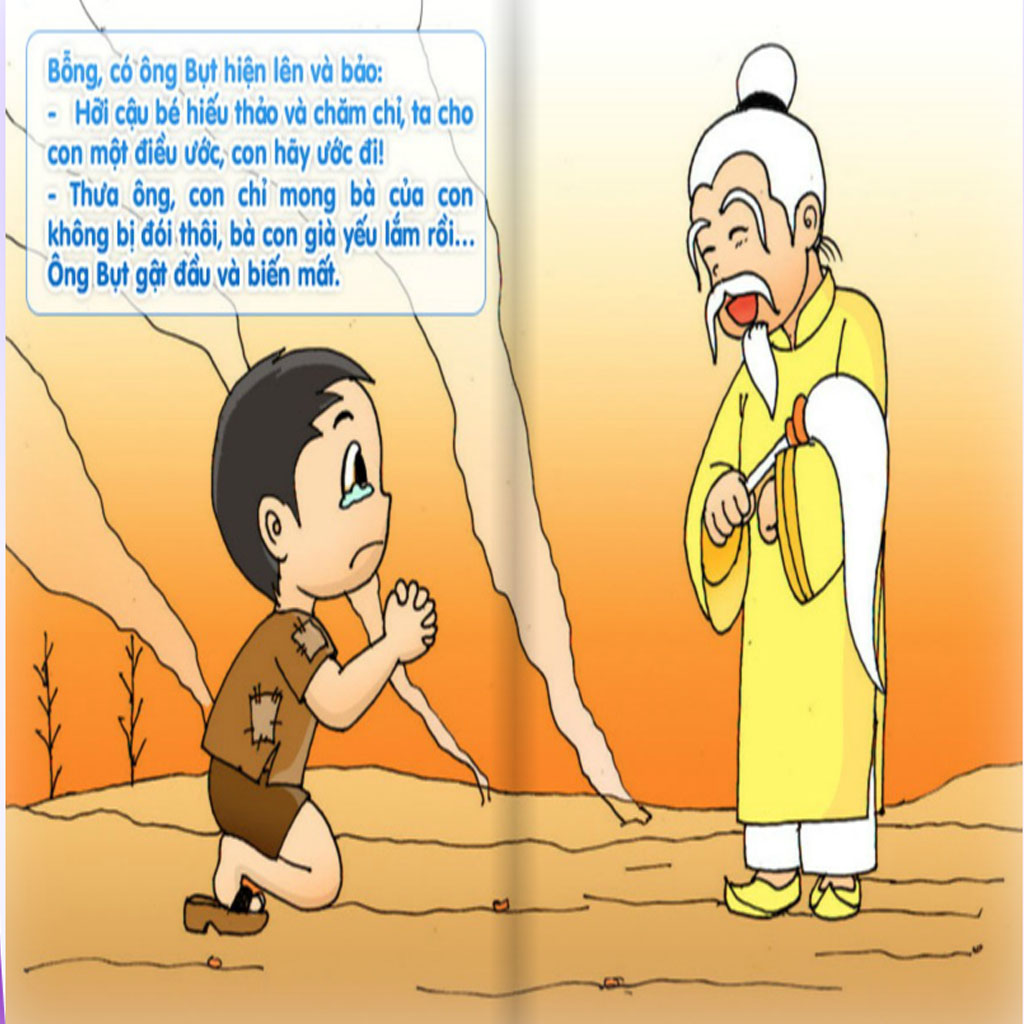 Bỗng, có ông Bụt hiện lên và bảo:
- Hỡi cậu bé hiếu thảo và chăm chỉ, ta cho
con một điều ước, con hãy ước đi!
- Thưa ông, con chỉ mong bà của con
không bị đói thôi, bà con già yếu lắm rồi...
Ông Bụt gật đầu và biến mất.